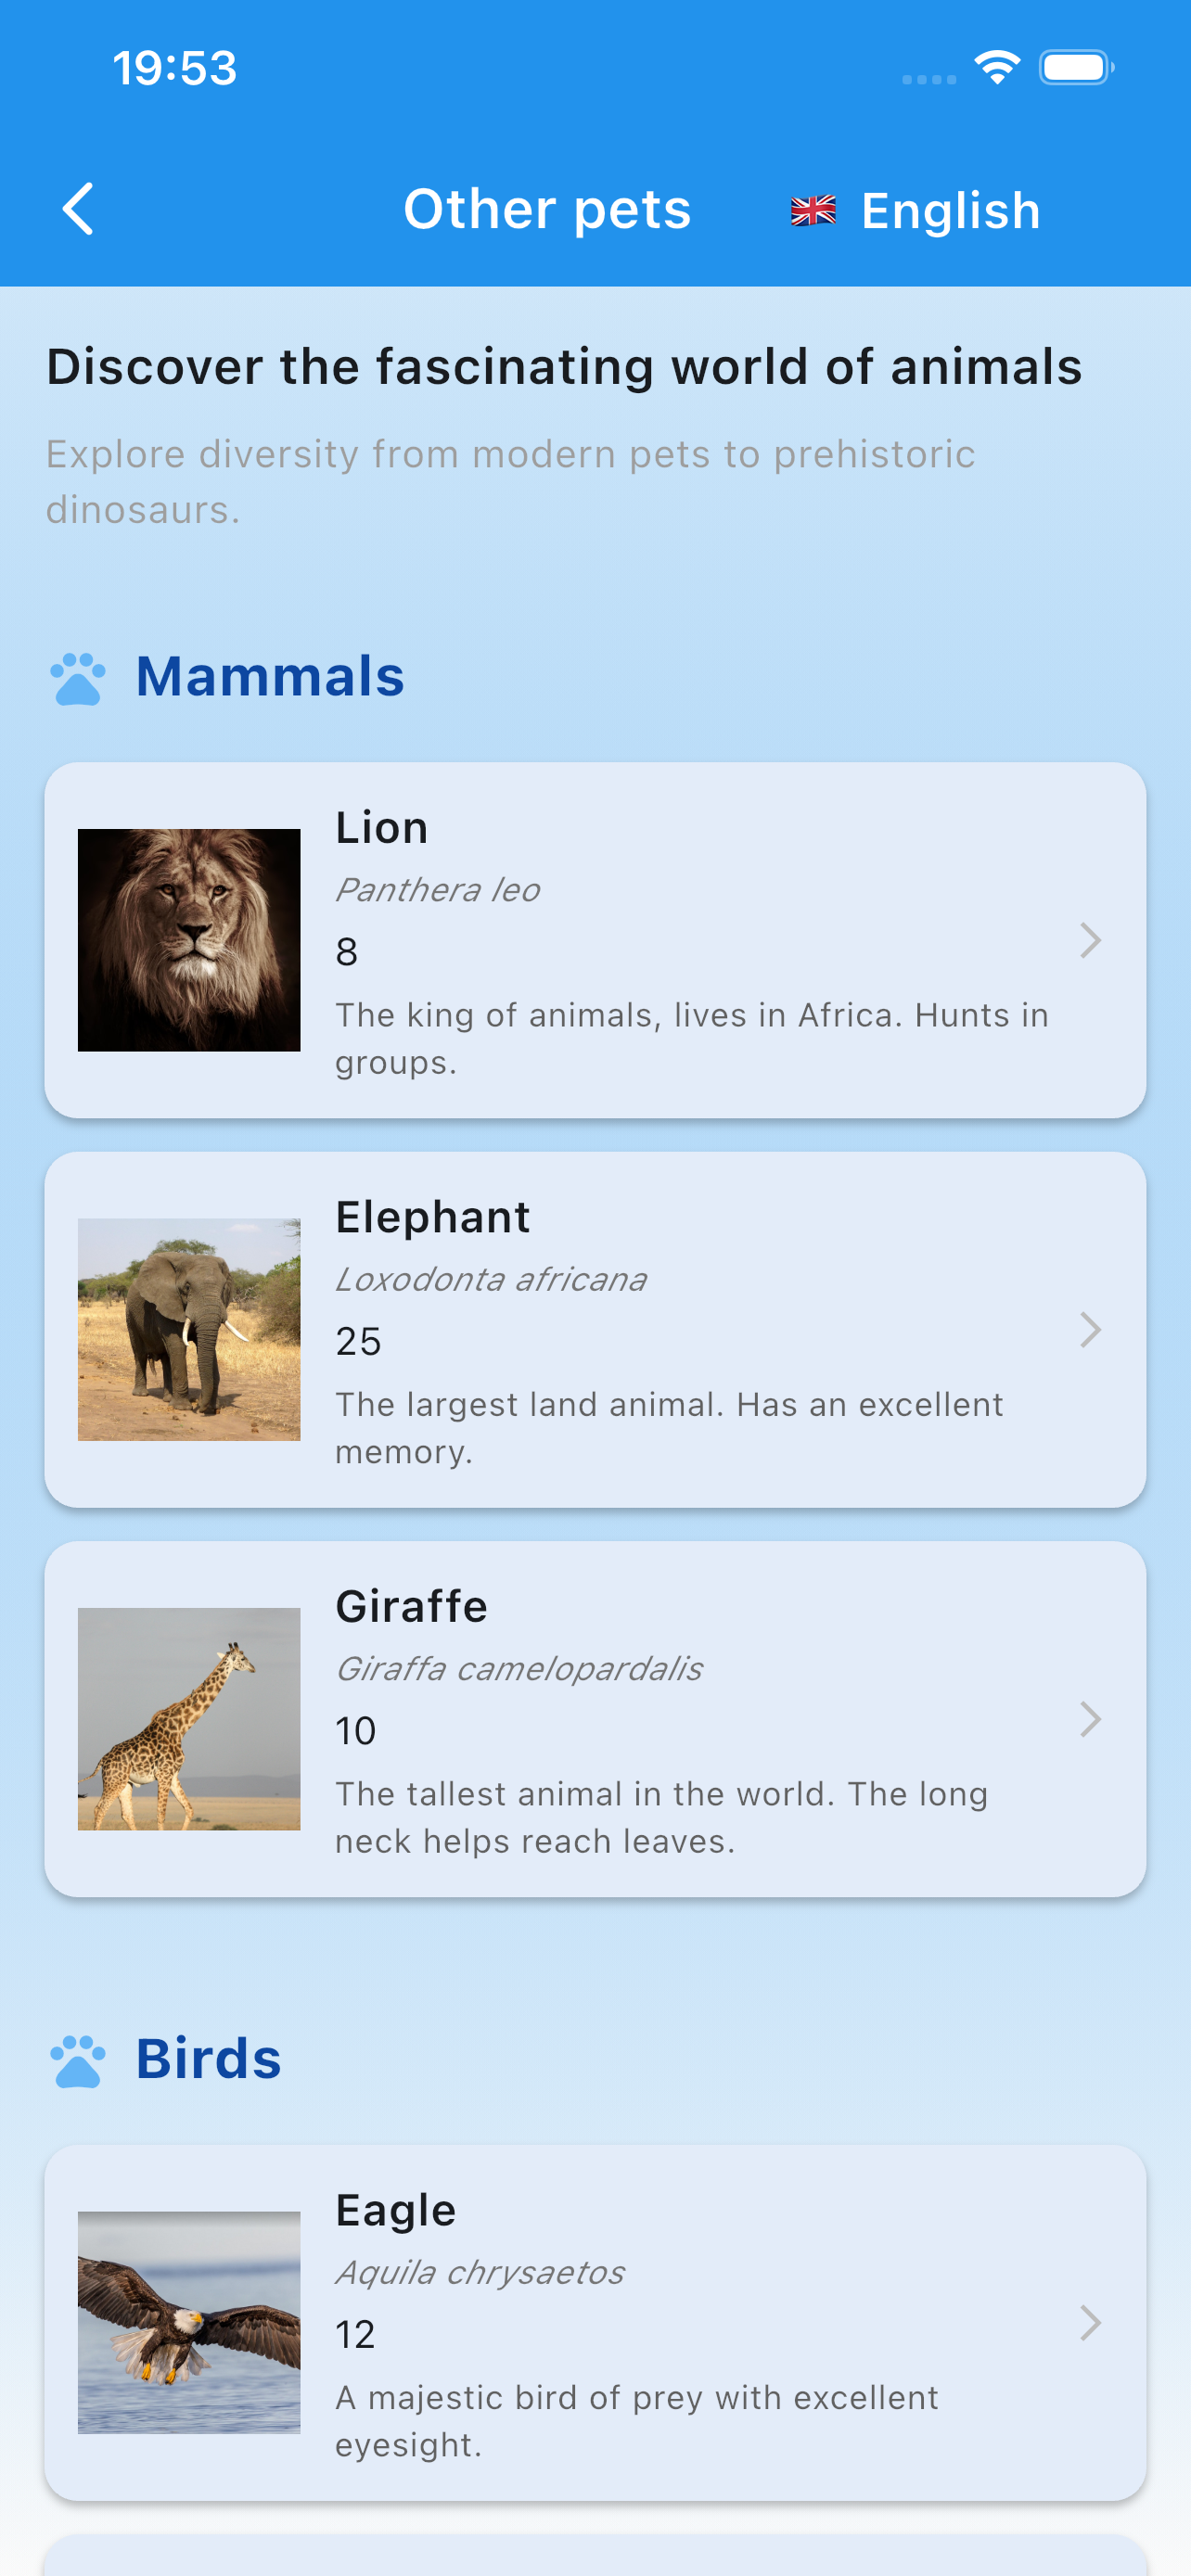 19:53
Other pets
English
Discover the fascinating world of animals
Explore diversity from modern pets to prehistoric
dinosaurs.
Mammals
Lion
Panthera leo
8
The king of animals, lives in Africa. Hunts in
groups.
Elephant
Loxodonta africana
25
The largest land animal. Has an excellent
memory.
Giraffe
Giraffa camelopardalis
10
The tallest animal in the world. The long
neck helps reach leaves.
Birds
Eagle
Aquila chrysaetos
12
A majestic bird of prey with excellent
eyesight.